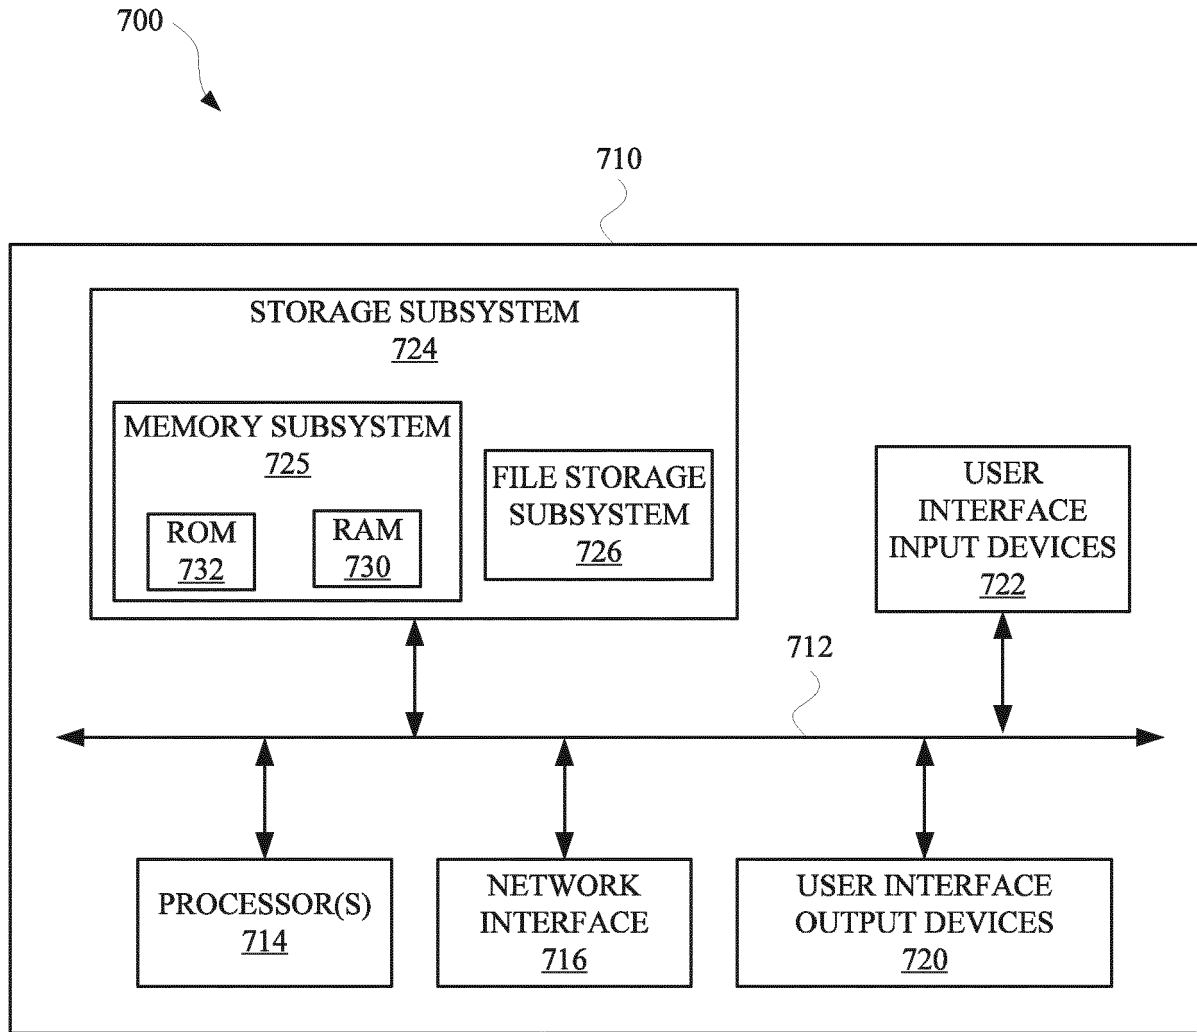 700
710
STORAGE SUBSYSTEM
724
MEMORY SUBSYSTEM
725
ROM
732
RAM
730
FILE STORAGE
SUBSYSTEM
726
USER
INTERFACE
INPUT DEVICES
722
712
PROCESSOR(S)
714
NETWORK
INTERFACE
716
USER INTERFACE
OUTPUT DEVICES
720